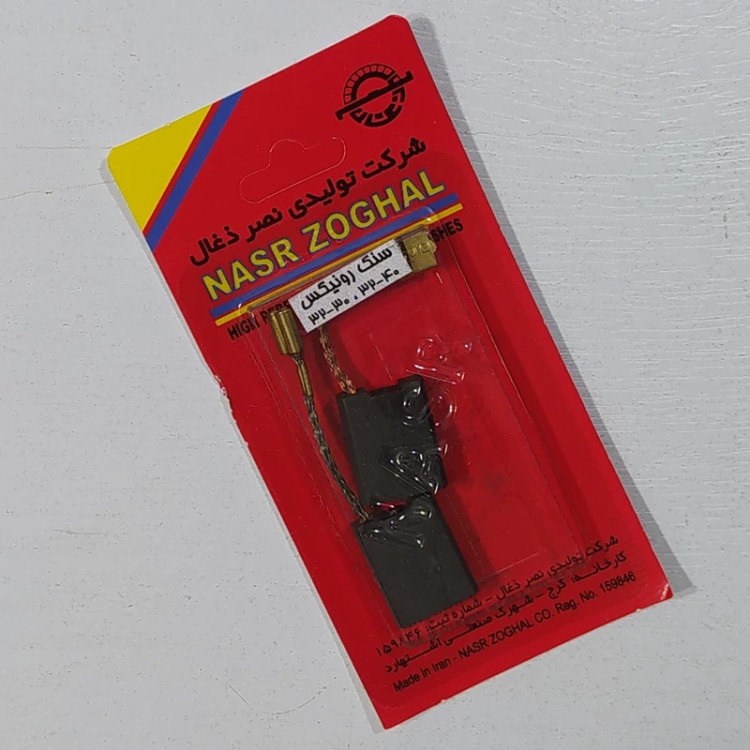 شرکت تولیدی نصر ذغال
NASR ZOGHAL
HIGH
سنگ رونیکس
۳۲-۳۰ ، ۳۲-۴۰
شرکت تولیدی نصر ذغال - شماره ثبت: ۱۵۹۸۴۶
کارخانه: کرج - شهرک صنعتی اشتهارد
Made in Iran - NASR ZOGHAL CO. Reg. No. 159846